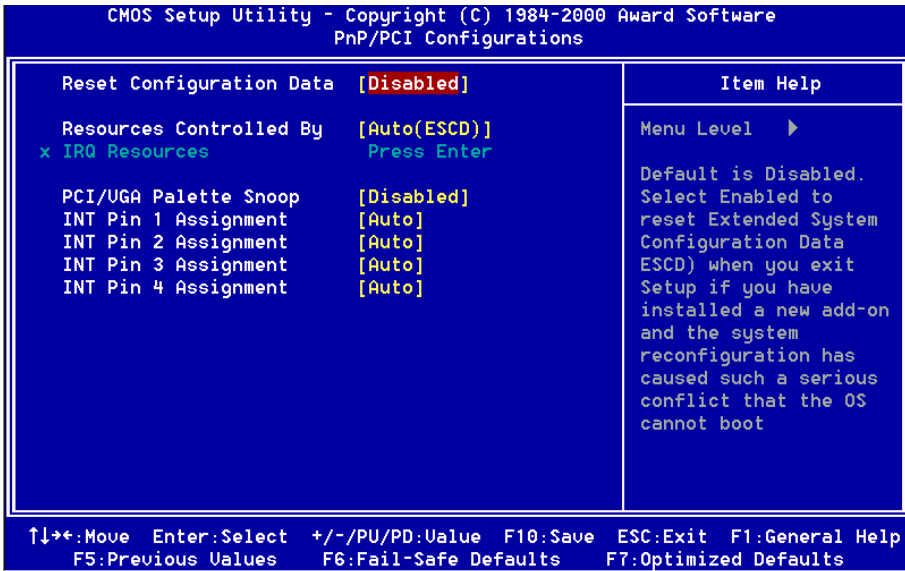 CMOS Setup Utility - Copyright (C) 1984-2000 Award Software
PnP/PCI Configurations
Reset Configuration Data [Disabled]
Resources Controlled By [Auto(ESCD)]
x IRQ Resources Press Enter
PCI/VGA Palette Snoop [Disabled]
INT Pin 1 Assignment [Auto]
INT Pin 2 Assignment [Auto]
INT Pin 3 Assignment [Auto]
INT Pin 4 Assignment [Auto]
Item Help
Menu Level ▶
Default is Disabled.
Select Enabled to
reset Extended System
Configuration Data
ESCD) when you exit
Setup if you have
installed a new add-on
and the system
reconfiguration has
caused such a serious
conflict that the OS
cannot boot
↑↓→←:Move Enter:Select +/-/PU/PD:Value F10:Save ESC:Exit F1:General Help
F5:Previous Values F6:Fail-Safe Defaults F7:Optimized Defaults